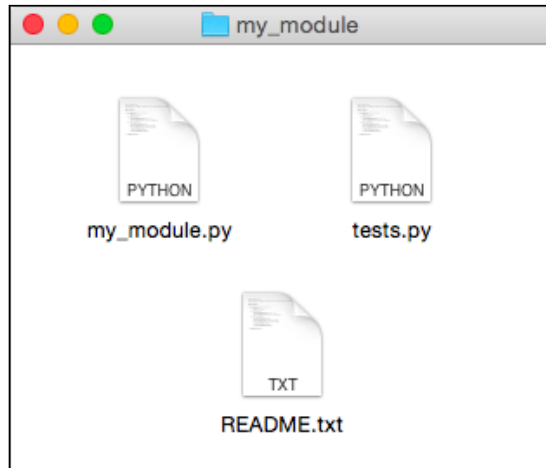 my_module
PYTHON
PYTHON
my_module.py
tests.py
TXT
README.txt